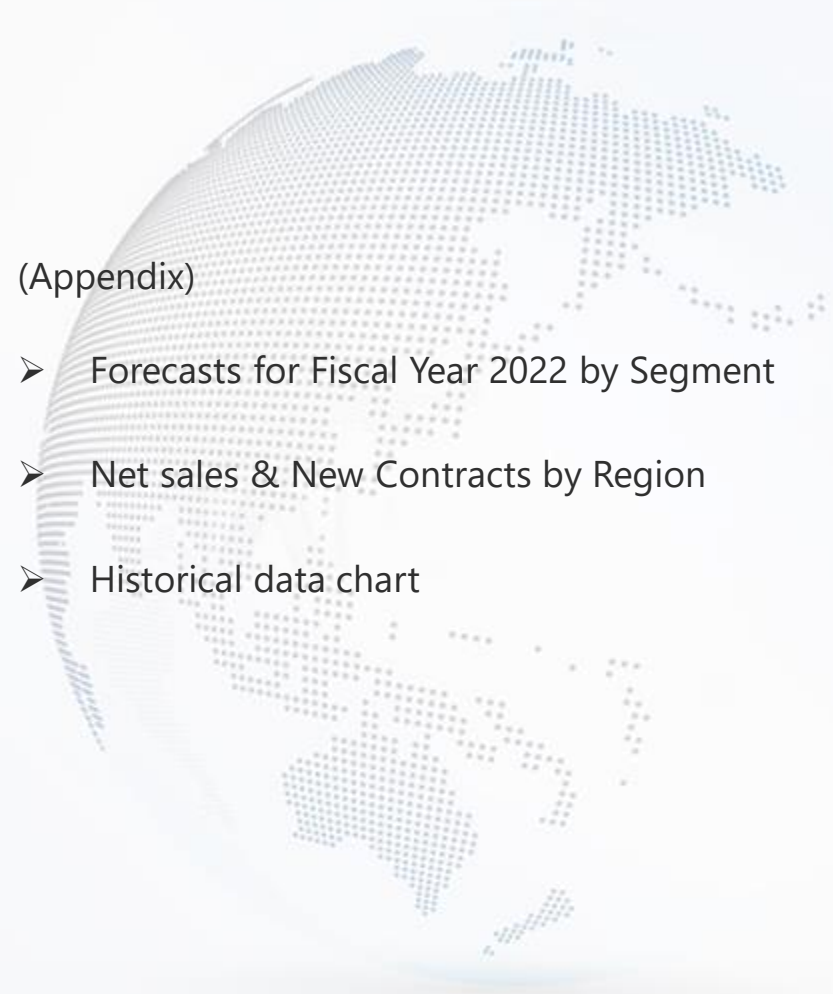 (Appendix)
➢ Forecasts for Fiscal Year 2022 by Segment
➢ Net sales & New Contracts by Region
➢ Historical data chart